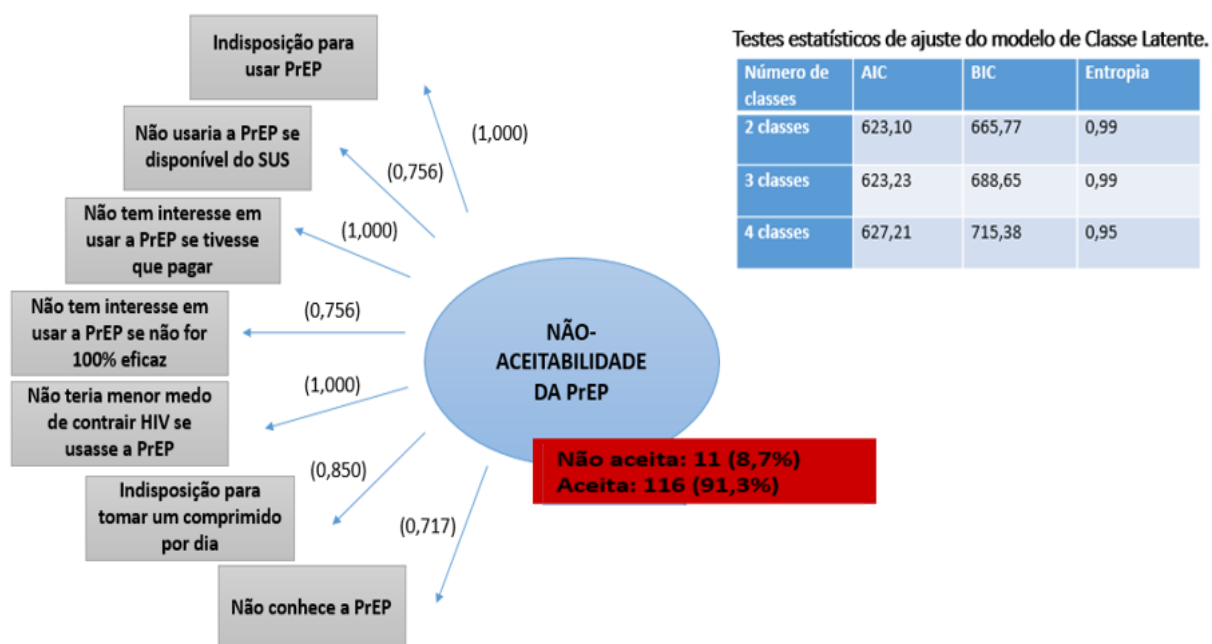 Indisposição para
usar PrEP
(1,000)
Não usaria a PrEP se
disponível do SUS
(0,756)
Não tem interesse em
usar a PrEP se tivesse
que pagar
(1,000)
Não tem interesse em
usar a PrEP se não for
100% eficaz
(0,756)
Não teria menor medo
de contrair HIV se
usasse a PrEP
(1,000)
Indisposição para
tomar um comprimido
por dia
(0,850)
Não conhece a PrEP
(0,717)
NÃO-
ACEITABILIDADE
DA PrEP
Não aceita: 11 (8,7%)
Aceita: 116 (91,3%)
Testes estatísticos de ajuste do modelo de Classe Latente.
Número de classes AIC BIC Entropia
2 classes 623,10 665,77 0,99
3 classes 623,23 688,65 0,99
4 classes 627,21 715,38 0,95